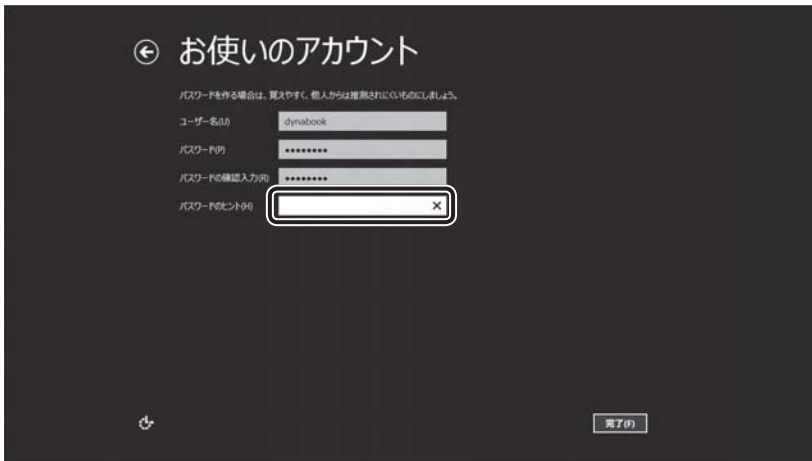 お使いのアカウント
パスワードを作る場合は、覚えやすく、他人からは推測されにくいものにしましょう。
ユーザー名(U) dynabook
パスワード(P) ••••••••
パスワードの確認入力(R) ••••••••
パスワードのヒント(H)
完了(F)